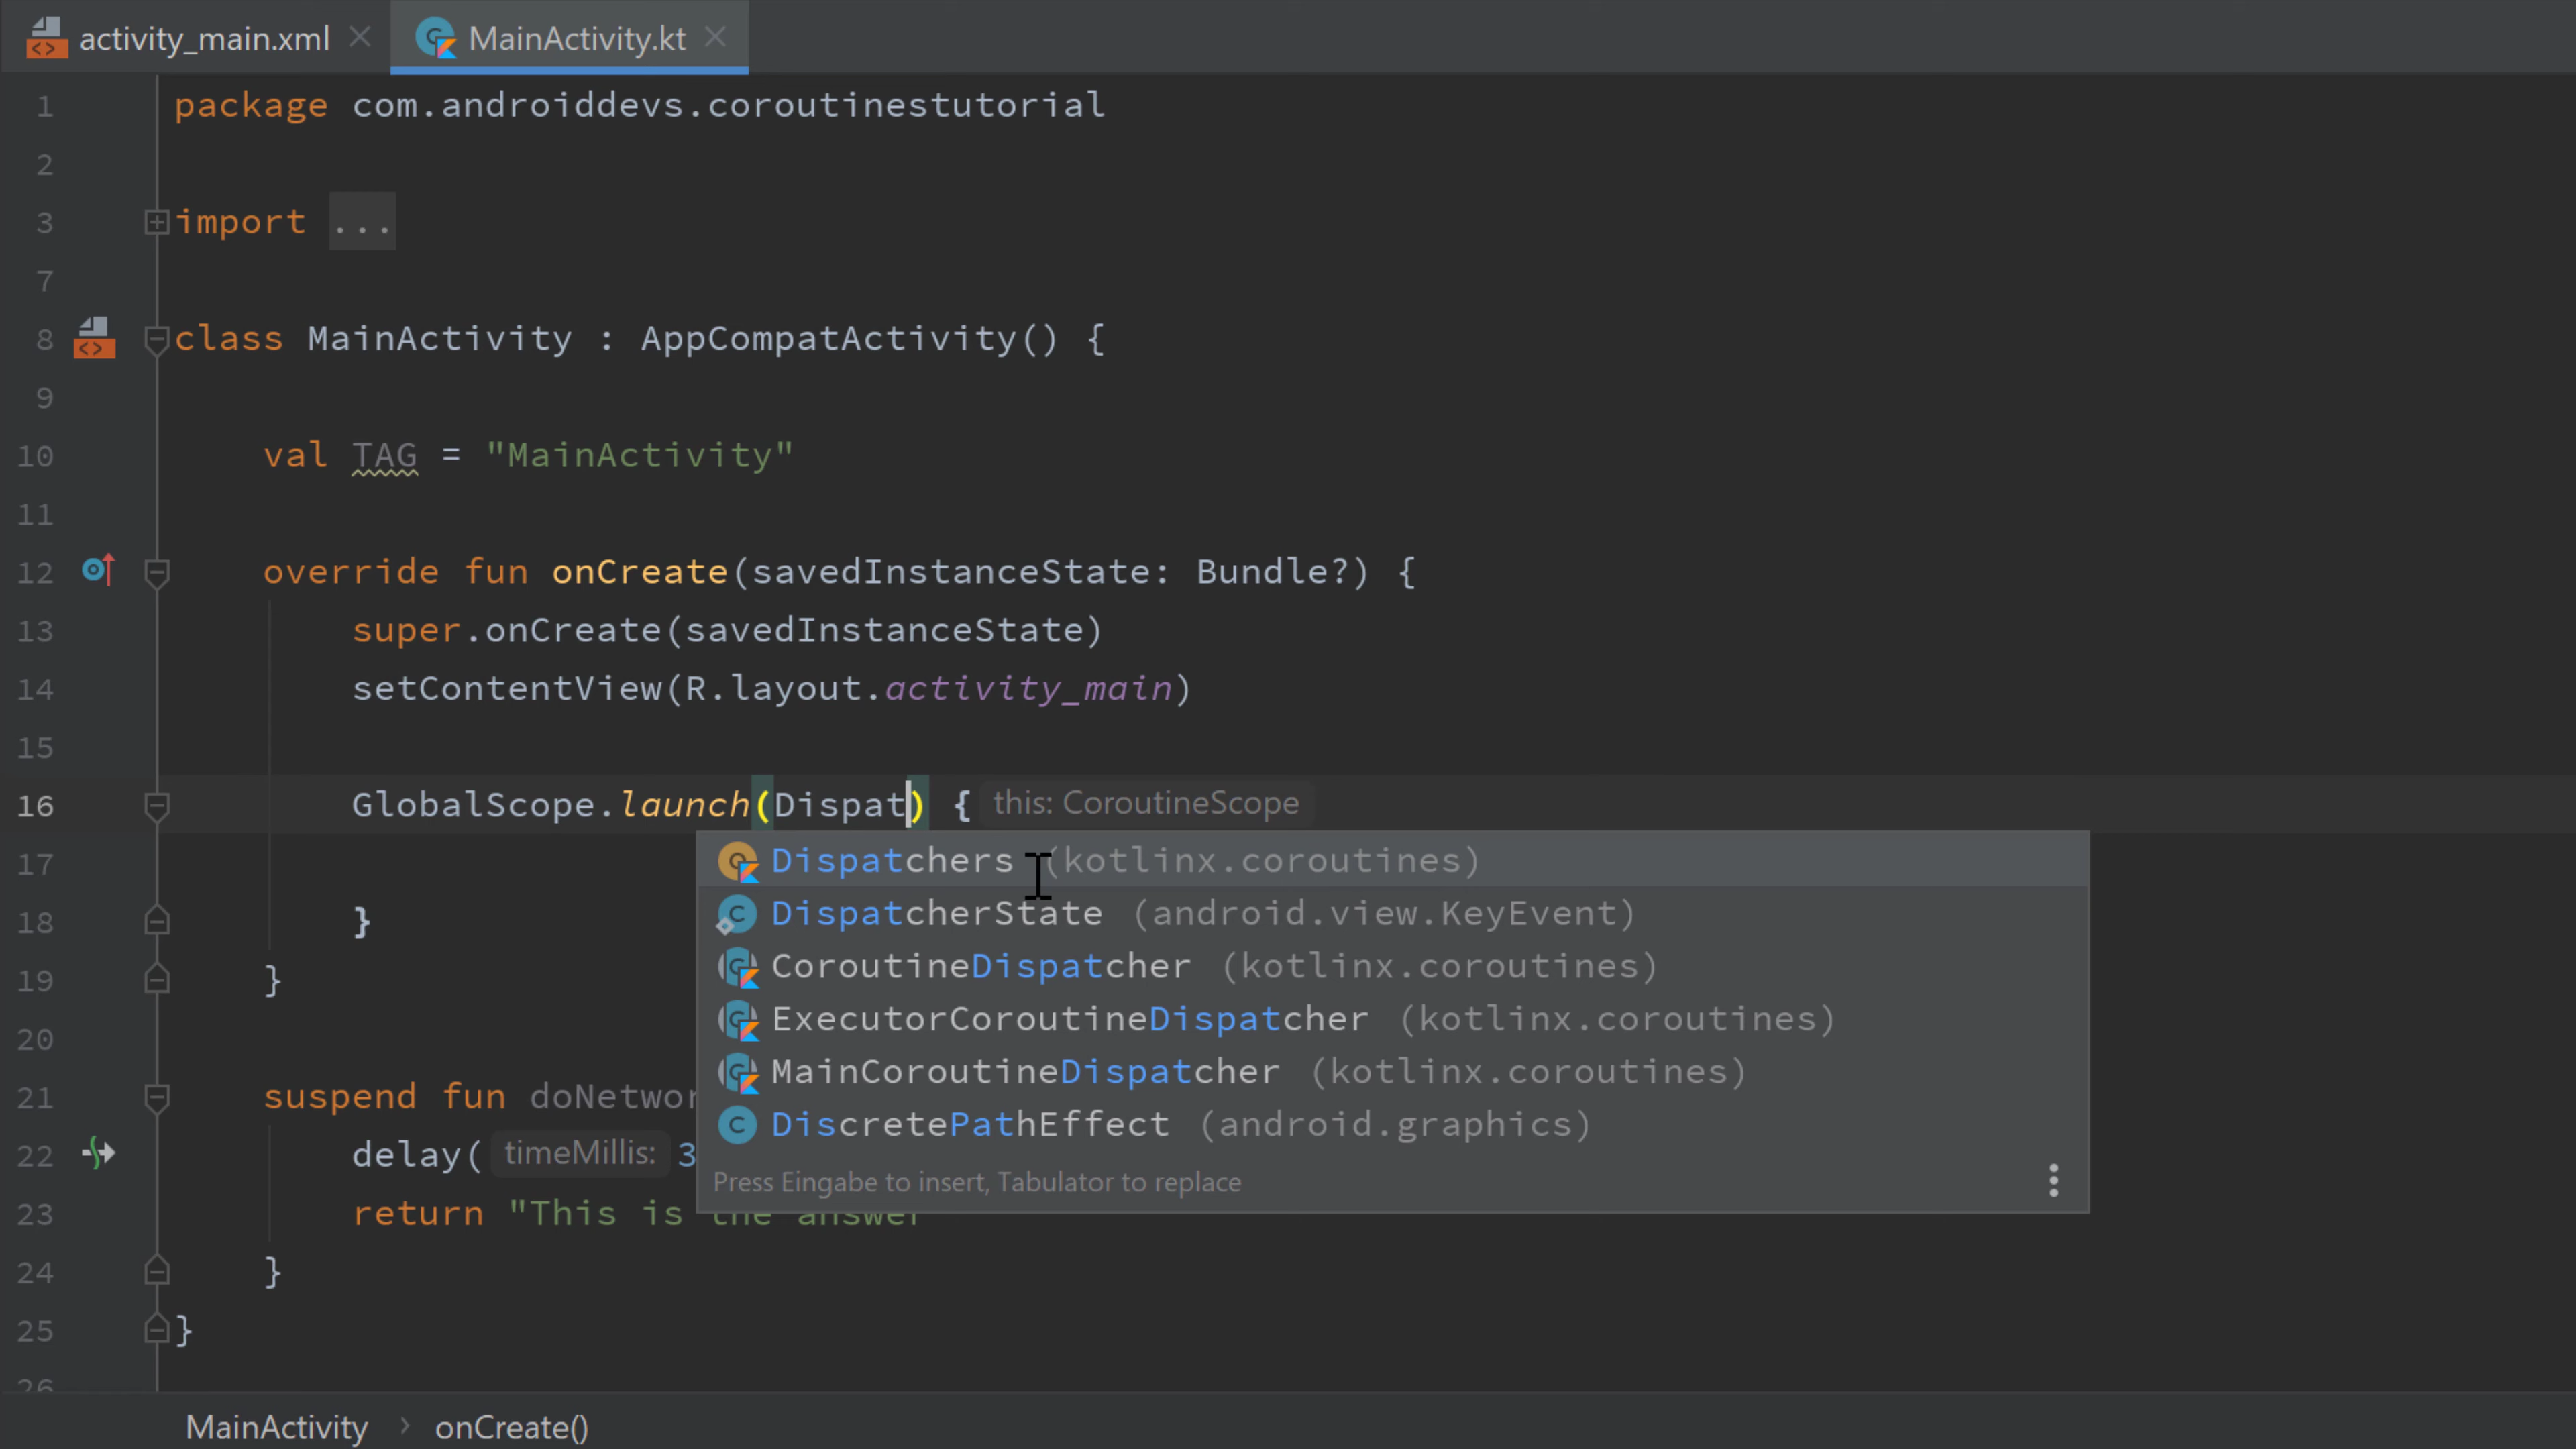 activity_main.xml MainActivity.kt
1 package com.androiddevs.coroutinestutorial
2
3 import ...
7
8 class MainActivity : AppCompatActivity() {
9
10 val TAG = "MainActivity"
11
12 override fun onCreate(savedInstanceState: Bundle?) {
13 super.onCreate(savedInstanceState)
14 setContentView(R.layout.activity_main)
15
16 GlobalScope.launch(Dispat) { this: CoroutineScope
17 Dispatchers (kotlinx.coroutines)
DispatcherState (android.view.KeyEvent)
18 }
CoroutineDispatcher (kotlinx.coroutines)
19 }
ExecutorCoroutineDispatcher (kotlinx.coroutines)
20
MainCoroutineDispatcher (kotlinx.coroutines)
21 suspend fun doNetwor
DiscretePathEffect (android.graphics)
22 delay( timeMillis: 3
Press Eingabe to insert, Tabulator to replace
23 return "This is the answer
24 }
25 }
26
MainActivity › onCreate()